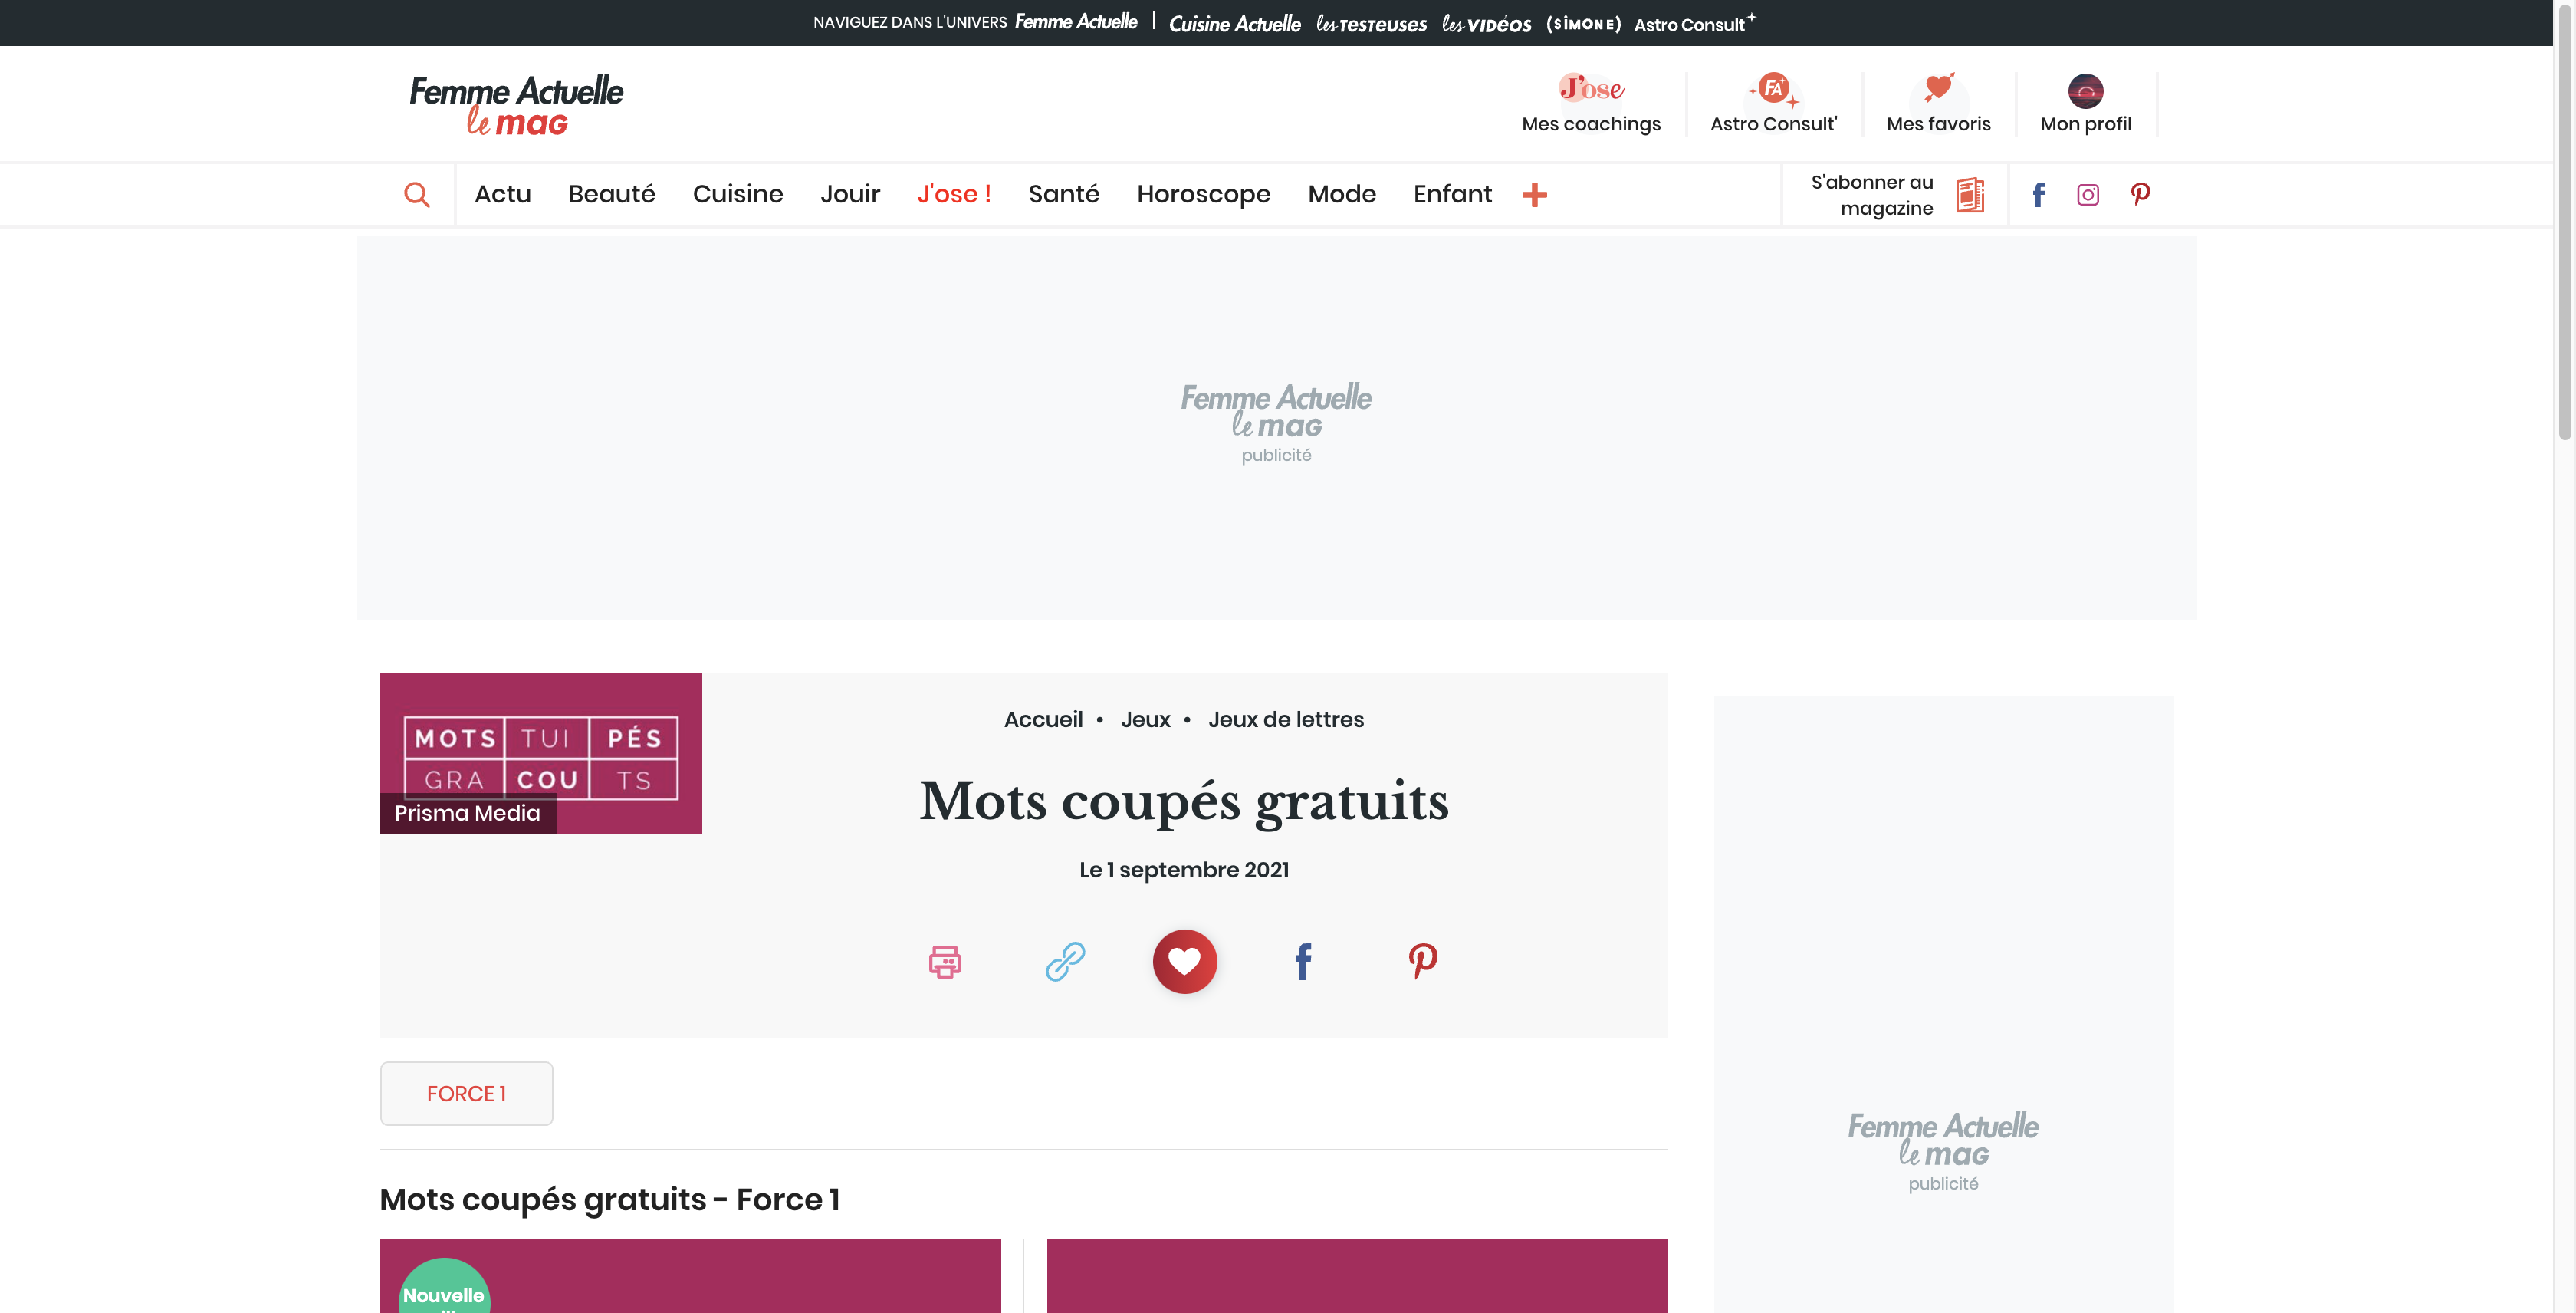 NAVIGUEZ DANS L'UNIVERS Femme Actuelle | Cuisine Actuelle les TESTEUSES les VIDÉOS (SiMONE) Astro Consult+
Femme Actuelle
le mag
J'ose
FA
Mes coachings Astro Consult' Mes favoris Mon profil
Actu Beauté Cuisine Jouir J'ose ! Santé Horoscope Mode Enfant
S'abonner au
magazine
Femme Actuelle
le mag
publicité
MOTS TUI PÉS
GRA COU TS
Prisma Media
Accueil • Jeux • Jeux de lettres
Mots coupés gratuits
Le 1 septembre 2021
FORCE 1
Mots coupés gratuits - Force 1
Nouvelle
Femme Actuelle
le mag
publicité